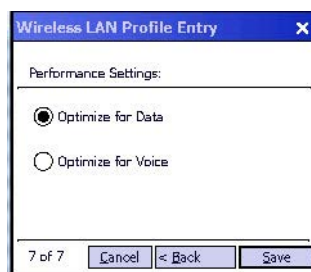 Wireless LAN Profile Entry
Performance Settings:
Optimize for Data
Optimize for Voice
7 of 7 Cancel < Back Save